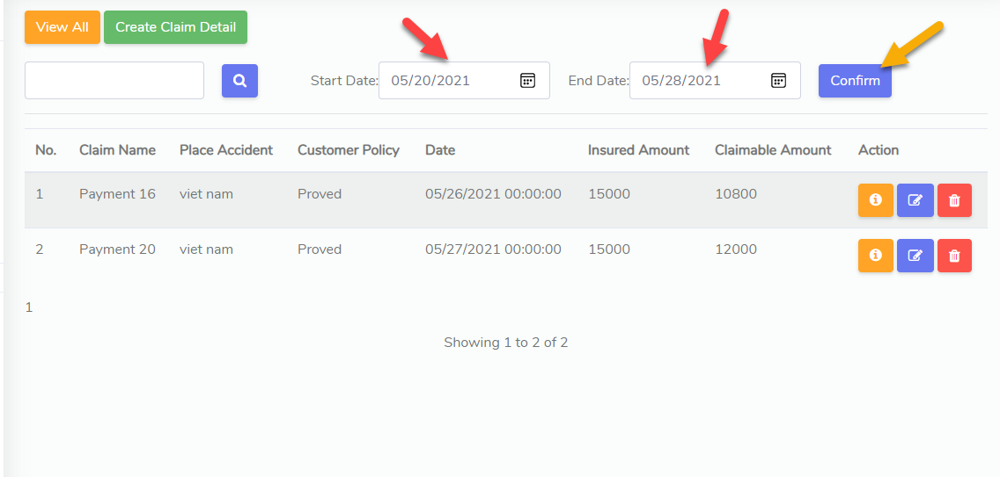 View All Create Claim Detail
Start Date: 05/20/2021 End Date: 05/28/2021 Confirm
No. Claim Name Place Accident Customer Policy Date Insured Amount Claimable Amount Action
1 Payment 16 viet nam Proved 05/26/2021 00:00:00 15000 10800
2 Payment 20 viet nam Proved 05/27/2021 00:00:00 15000 12000
1
Showing 1 to 2 of 2